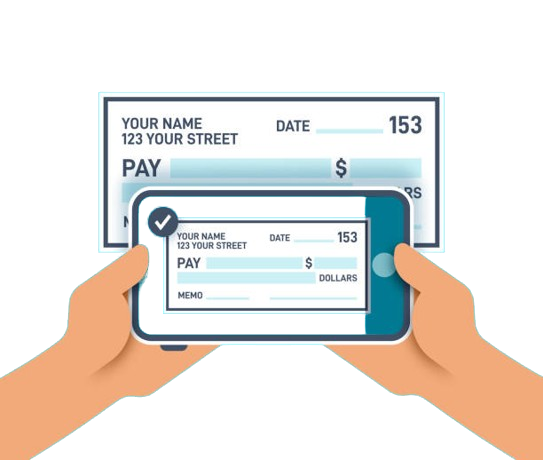 YOUR NAME
123 YOUR STREET
DATE
153
PAY
$
YOUR NAME
123 YOUR STREET
DATE
153
PAY
$
DOLLARS
MEMO